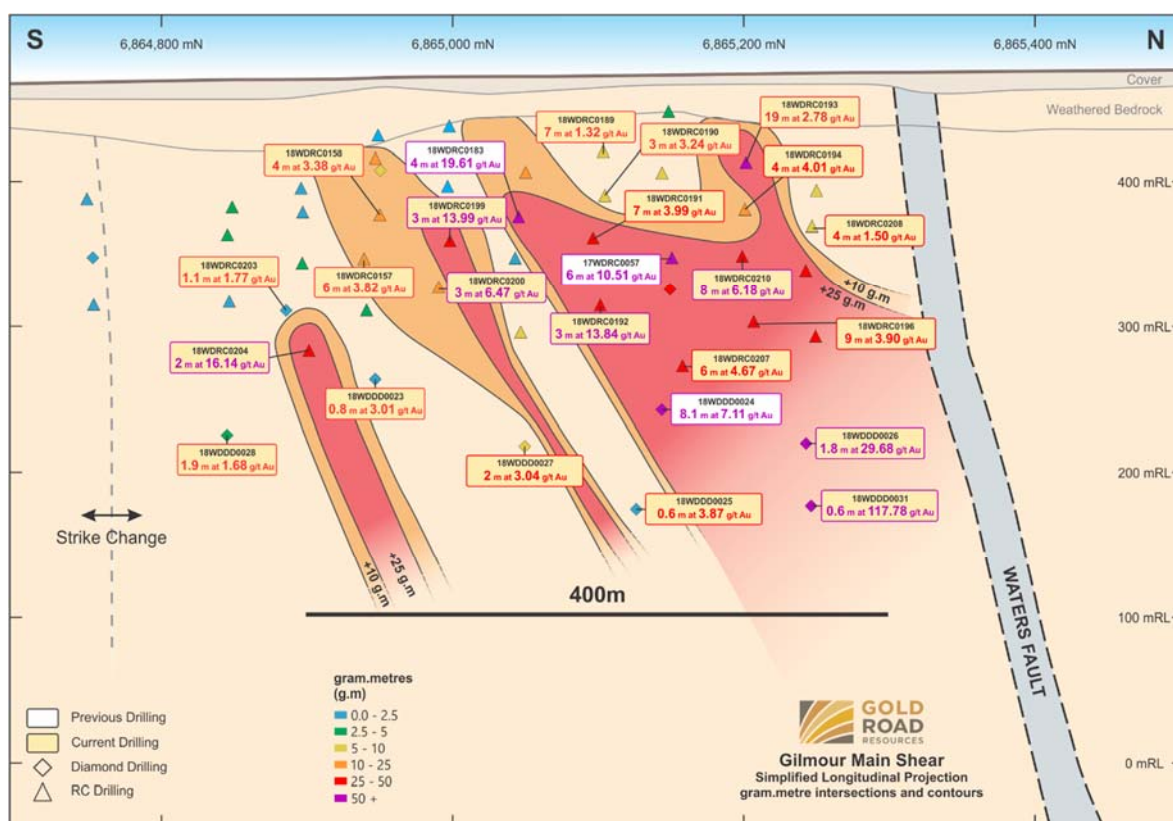 S
6,864,800 mN
6,865,000 mN
6,865,200 mN
6,865,400 mN
N
Cover
Weathered Bedrock
18WDRC0193
19 m at 2.78 g/t Au
18WDRC0189
7 m at 1.32 g/t Au
18WDRC0190
3 m at 3.24 g/t Au
18WDRC0158
4 m at 3.38 g/t Au
18WDRC0183
4 m at 19.61 g/t Au
18WDRC0194
4 m at 4.01 g/t Au
400 mRL
18WDRC0199
3 m at 13.99 g/t Au
18WDRC0191
7 m at 3.99 g/t Au
18WDRC0208
4 m at 1.50 g/t Au
18WDRC0203
1.1 m at 1.77 g/t Au
18WDRC0157
6 m at 3.82 g/t Au
18WDRC0200
3 m at 6.47 g/t Au
17WDRC0057
6 m at 10.51 g/t Au
18WDRC0210
8 m at 6.18 g/t Au
+10 g.m
+25 g.m
300 mRL
18WDRC0192
3 m at 13.84 g/t Au
18WDRC0196
9 m at 3.90 g/t Au
18WDRC0204
2 m at 16.14 g/t Au
18WDRC0207
6 m at 4.67 g/t Au
18WDDD0023
0.8 m at 3.01 g/t Au
18WDDD0024
8.1 m at 7.11 g/t Au
18WDDD0028
1.9 m at 1.68 g/t Au
18WDDD0027
2 m at 3.04 g/t Au
18WDDD0026
1.8 m at 29.68 g/t Au
200 mRL
18WDDD0025
0.6 m at 3.87 g/t Au
18WDDD0031
0.6 m at 117.78 g/t Au
Strike Change
+10 g.m
+25 g.m
400m
100 mRL
WATERS FAULT
gram.metres
(g.m)
0.0 - 2.5
2.5 - 5
5 - 10
10 - 25
25 - 50
50 +
Previous Drilling
Current Drilling
Diamond Drilling
RC Drilling
GOLD
ROAD
RESOURCES
Gilmour Main Shear
Simplified Longitudinal Projection
gram.metre intersections and contours
0 mRL